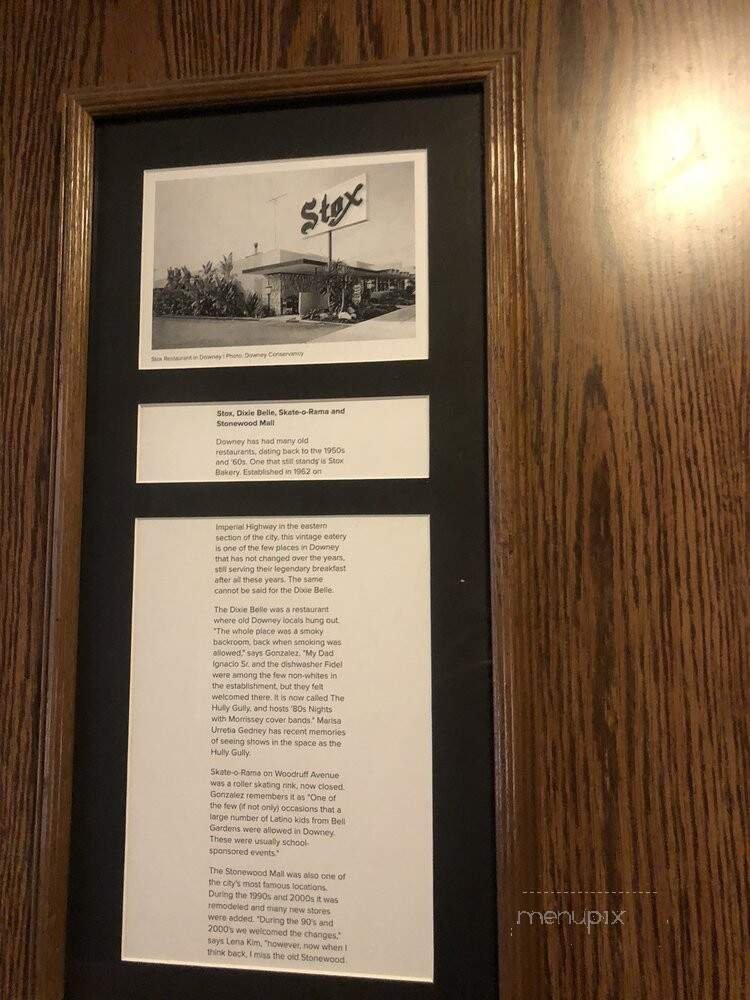 Stox
Stox Restaurant in Downey | Photo: Downey Conservancy
Stox, Dixie Belle, Skate-o-Rama and
Stonewood Mall
Downey has had many old
restaurants, dating back to the 1950s
and '60s. One that still stands is Stox
Bakery. Established in 1962 on
Imperial Highway in the eastern
section of the city, this vintage eatery
is one of the few places in Downey
that has not changed over the years,
still serving their legendary breakfast
after all these years. The same
cannot be said for the Dixie Belle.
The Dixie Belle was a restaurant
where old Downey locals hung out.
"The whole place was a smoky
backroom, back when smoking was
allowed," says Gonzalez. "My Dad
Ignacio Sr. and the dishwasher Fidel
were among the few non-whites in
the establishment, but they felt
welcomed there. It is now called The
Hully Gully, and hosts '80s Nights
with Morrissey cover bands." Marisa
Urretia Gedney has recent memories
of seeing shows in the space as the
Hully Gully.
Skate-o-Rama on Woodruff Avenue
was a roller skating rink, now closed.
Gonzalez remembers it as "One of
the few (if not only) occasions that a
large number of Latino kids from Bell
Gardens were allowed in Downey.
These were usually school-
sponsored events."
The Stonewood Mall was also one of
the city's most famous locations.
During the 1990s and 2000s it was
remodeled and many new stores
were added. "During the 90's and
2000's we welcomed the changes,"
says Lena Kim, "however, now when I
think back, I miss the old Stonewood.
menupix